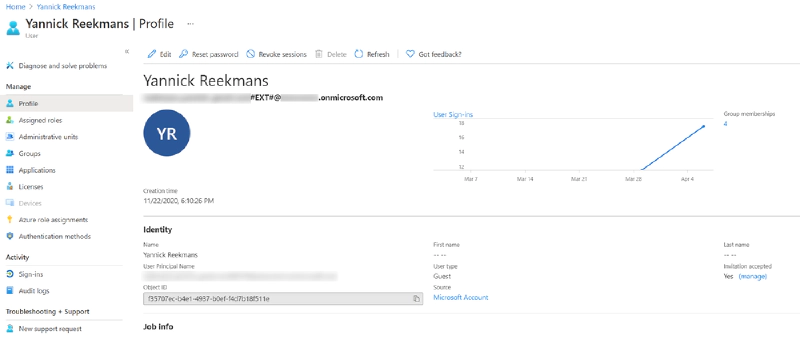 Home > Yannick Reekmans
Yannick Reekmans | Profile ...
User
«
Diagnose and solve problems
Manage
Profile
Assigned roles
Administrative units
Groups
Applications
Licenses
Devices
Azure role assignments
Authentication methods
Activity
Sign-ins
Audit logs
Troubleshooting + Support
New support request
Edit Reset password Revoke sessions Delete Refresh Got feedback?
Yannick Reekmans
#EXT#@ .onmicrosoft.com
YR
User Sign-ins
18
16
14
12
Mar 7 Mar 14 Mar 21 Mar 28 Apr 4
Group memberships
4
Creation time
11/22/2020, 6:10:26 PM
Identity
Name First name Last name
Yannick Reekmans -- -- -- --
User Principal Name User type Invitation accepted
Guest Yes (manage)
Object ID Source
f35707ec-b4e1-4937-b0ef-f4d7b18f511e Microsoft Account
Job info